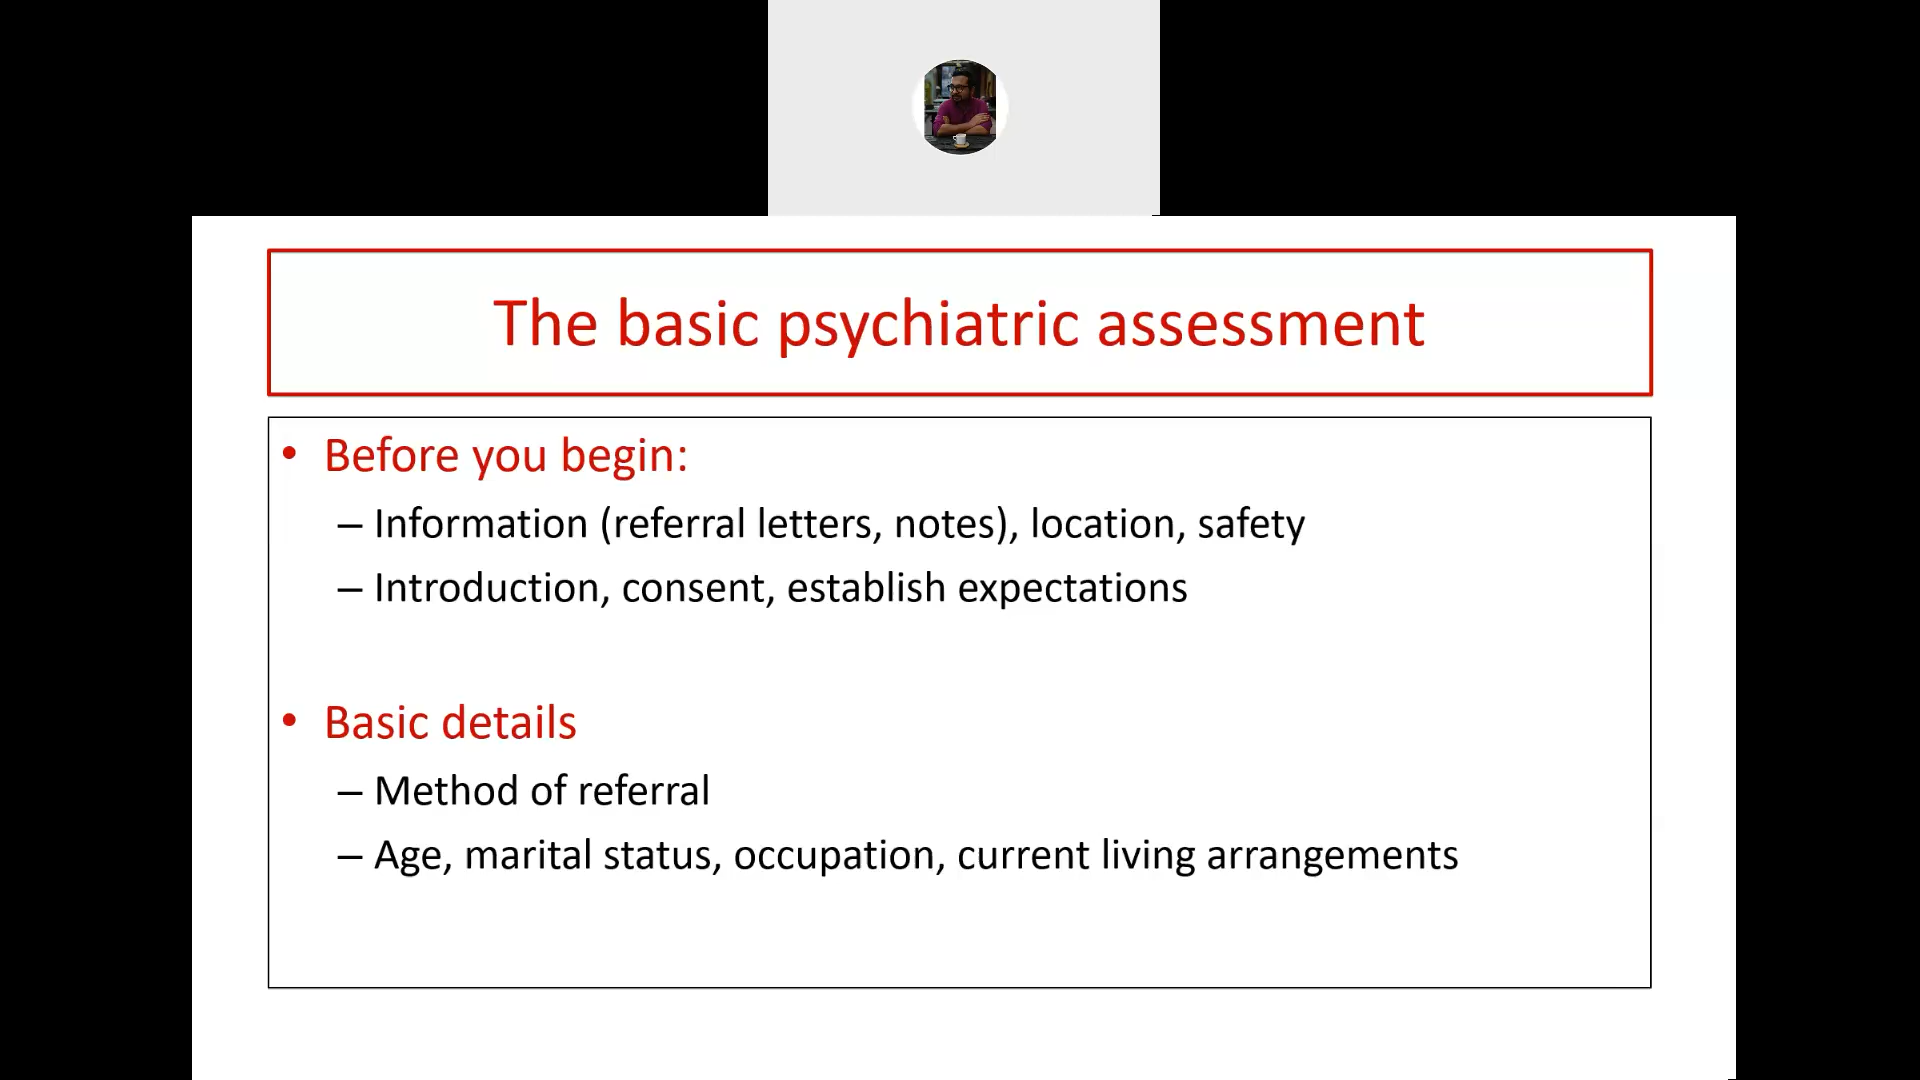 The basic psychiatric assessment
• Before you begin:
– Information (referral letters, notes), location, safety
– Introduction, consent, establish expectations
• Basic details
– Method of referral
– Age, marital status, occupation, current living arrangements